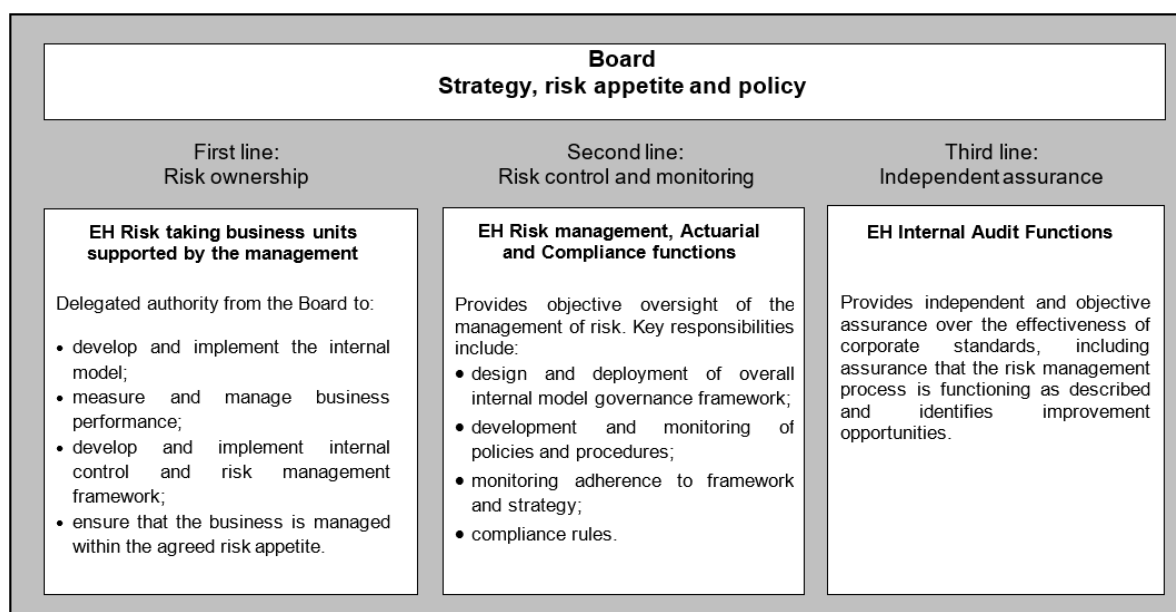 Board
Strategy, risk appetite and policy
First line:
Risk ownership
EH Risk taking business units
supported by the management
Delegated authority from the Board to:
• develop and implement the internal
model;
• measure and manage business
performance;
• develop and implement internal
control and risk management
framework;
• ensure that the business is managed
within the agreed risk appetite.
Second line:
Risk control and monitoring
EH Risk management, Actuarial
and Compliance functions
Provides objective oversight of the
management of risk. Key responsibilities
include:
• design and deployment of overall
internal model governance framework;
• development and monitoring of
policies and procedures;
• monitoring adherence to framework
and strategy;
• compliance rules.
Third line:
Independent assurance
EH Internal Audit Functions
Provides independent and objective
assurance over the effectiveness of
corporate standards, including
assurance that the risk management
process is functioning as described
and identifies improvement
opportunities.